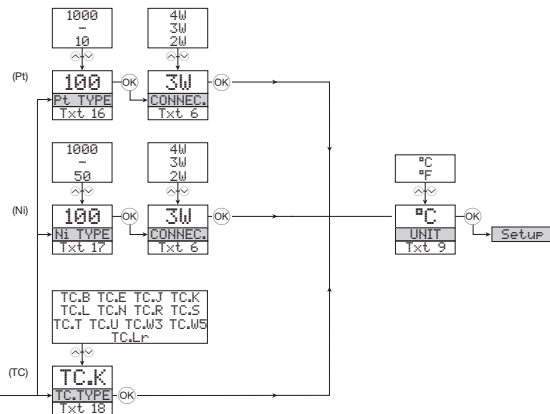 1000
–
10
4W
3W
2W
(Pt)
100
OK
3W
OK
Pt TYPE
CONNEC.
Txt 16
Txt 6
1000
–
50
4W
3W
2W
°C
°F
(Ni)
100
OK
3W
OK
°C
OK
Ni TYPE
CONNEC.
UNIT
Setup
Txt 17
Txt 6
Txt 9
TC.B TC.E TC.J TC.K
TC.L TC.N TC.R TC.S
TC.T TC.U TC.W3 TC.W5
TC.Lr
(TC)
TC.K
TC.TYPE
OK
Txt 18